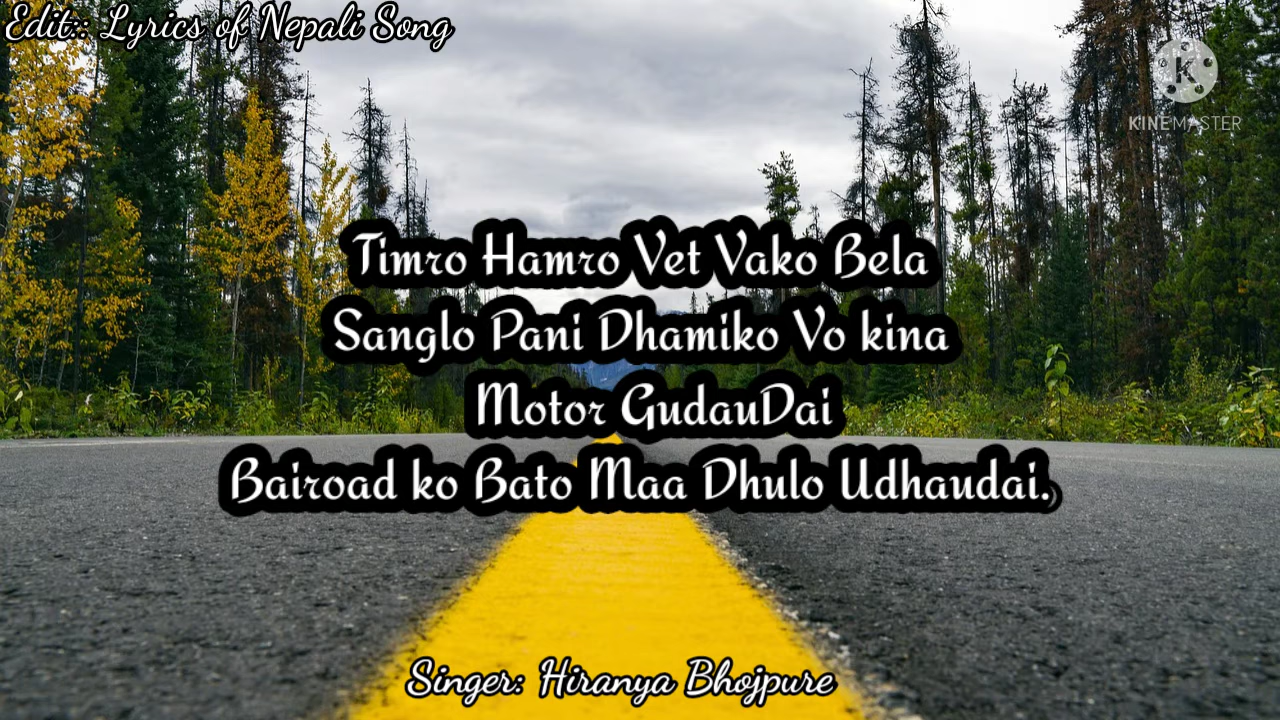 Edit:: Lyrics of Nepali Song
K
KINEMASTER
Timro Hamro Vet Vako Bela
Sanglo Pani Dhamiko Vo kina
Motor GudauDai
Bairoad ko Bato Maa Dhulo Udhaudai.
Singer: Hiranya Bhojpure